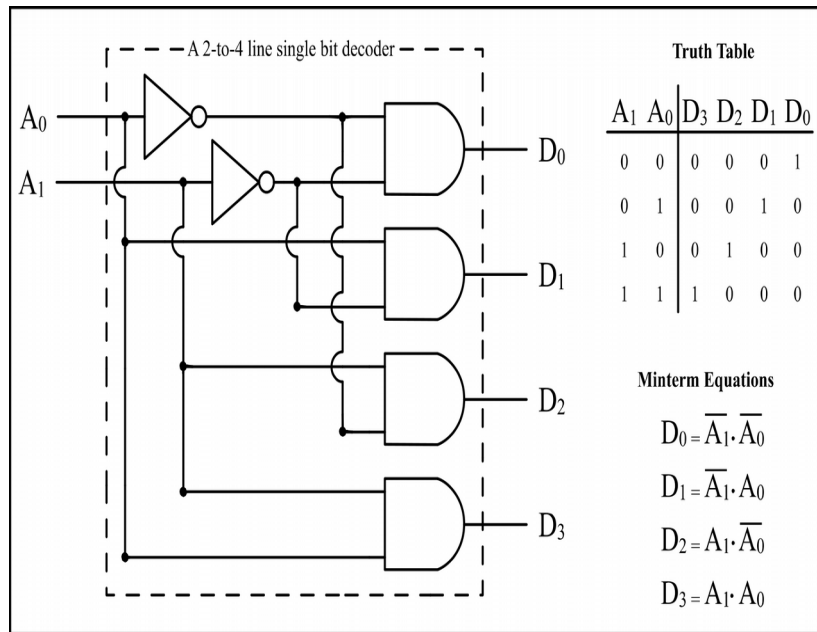 A 2-to-4 line single bit decoder
A₀
A₁
D₀
D₁
D₂
D₃
Truth Table
A₁ A₀ D₃ D₂ D₁ D₀
0 0 0 0 0 1
0 1 0 0 1 0
1 0 0 1 0 0
1 1 1 0 0 0
Minterm Equations
D₀ = A̅₁ · A̅₀
D₁ = A̅₁ · A₀
D₂ = A₁ · A̅₀
D₃ = A₁ · A₀